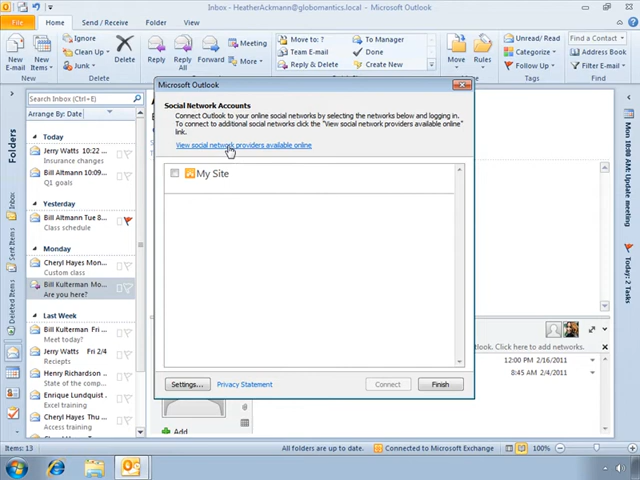 Inbox - HeatherAckmann@globomantics.local - Microsoft Outlook
File
Home
Send / Receive
Folder
View
New E-mail
New Items
Ignore
Clean Up
Junk
Delete
Reply
Reply All
Forward
Meeting
More
Move to: ?
Team E-mail
Reply & Delete
To Manager
Done
Create New
Move
Rules
Unread/ Read
Categorize
Follow Up
Find a Contact
Address Book
Filter E-mail
Search Inbox (Ctrl+E)
Arrange By: Date
Folders
Sent Items
Deleted Items
Today
Jerry Watts 10:22 ...
Insurance changes
Bill Altmann 10:09...
Q1 goals
Yesterday
Bill Altmann Tue 8...
Class schedule
Monday
Cheryl Hayes Mon...
Custom class
Bill Kulterman Mo...
Are you here?
Last Week
Bill Kulterman Fri ...
Meet today?
Jerry Watts Fri 2/4
Reciepts
Henry Richardson ...
State of the comp...
Enrique Lundquist...
Excel training
Cheryl Hayes Thu ...
Access training
Microsoft Outlook
Social Network Accounts
Connect Outlook to your online social networks by selecting the networks below and logging in.
To connect to additional social networks click the "View social network providers available online"
link.
View social network providers available online
My Site
Settings...
Privacy Statement
Connect
Finish
10:00 AM: Update meeting
Today: 2 Tasks
tlook. Click here to add networks.
12:00 PM 2/16/2011
8:45 AM 2/4/2011
Add
Items: 13
All folders are up to date.
Connected to Microsoft Exchange
100%